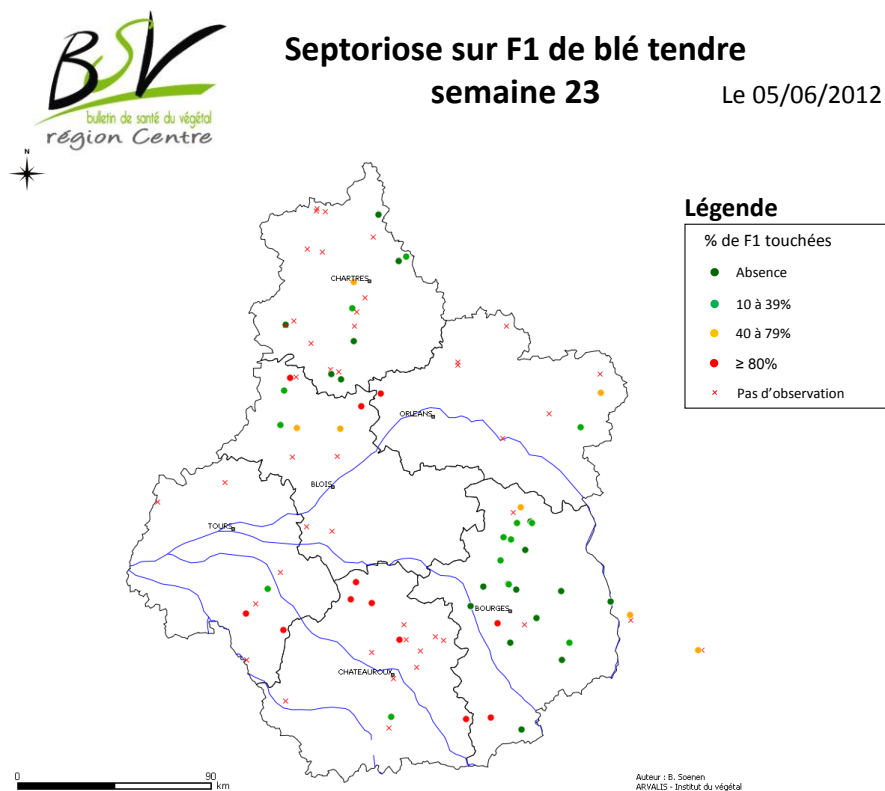 BSV
bulletin de santé du végétal
région Centre
Septoriose sur F1 de blé tendre
semaine 23
Le 05/06/2012
N
Légende
% de F1 touchées
Absence
10 à 39%
40 à 79%
≥ 80%
Pas d'observation
CHARTRES
ORLEANS
BLOIS
TOURS
BOURGES
CHATEAUROUX
0 90
km
Auteur : B. Soenen
ARVALIS - Institut du végétal